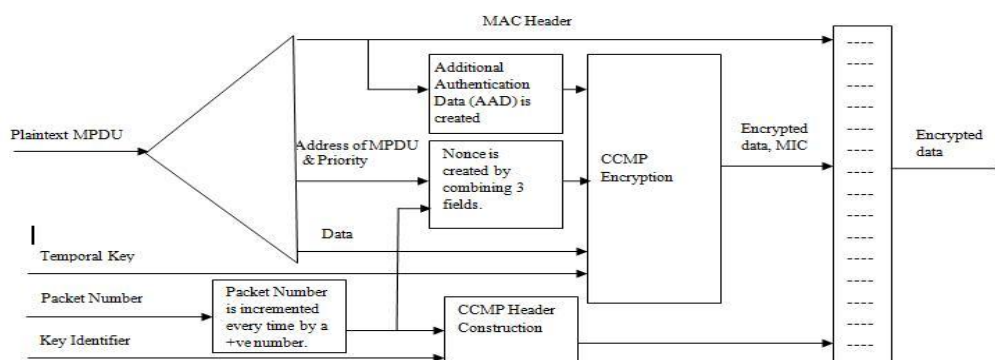 MAC Header
Additional
Authentication
Data (AAD) is
created
Plaintext MPDU
Address of MPDU
& Priority
Nonce is
created by
combining 3
fields.
CCMP
Encryption
Encrypted
data, MIC
Encrypted
data
Data
Temporal Key
Packet Number
Packet Number
is incremented
every time by a
+ve number.
CCMP Header
Construction
Key Identifier